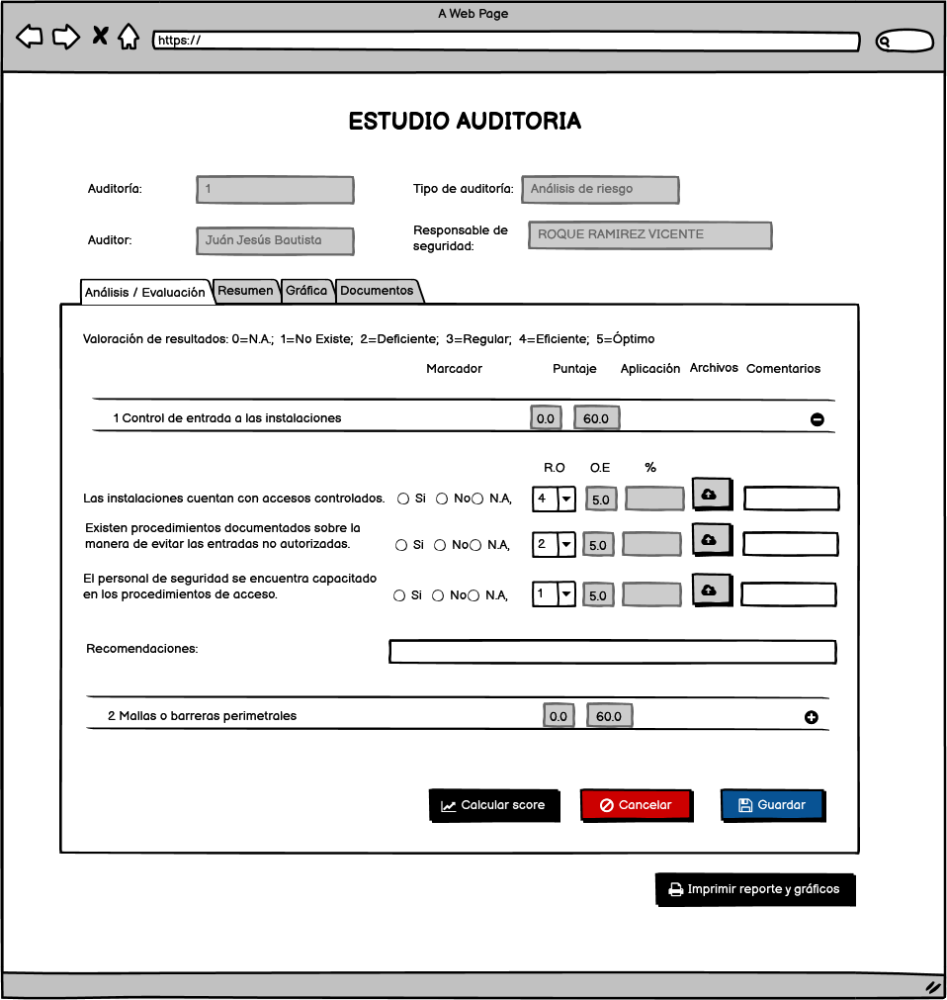 A Web Page
https://
ESTUDIO AUDITORIA
Auditoría: 1 Tipo de auditoría: Análisis de riesgo
Auditor: Juán Jesús Bautista Responsable de seguridad: ROQUE RAMIREZ VICENTE
Análisis / Evaluación Resumen Gráfica Documentos
Valoración de resultados: 0=N.A.; 1=No Existe; 2=Deficiente; 3=Regular; 4=Eficiente; 5=Óptimo
Marcador Puntaje Aplicación Archivos Comentarios
1 Control de entrada a las instalaciones 0.0 60.0
R.O O.E %
Las instalaciones cuentan con accesos controlados. Si No N.A, 4 5.0
Existen procedimientos documentados sobre la
manera de evitar las entradas no autorizadas. Si No N.A, 2 5.0
El personal de seguridad se encuentra capacitado
en los procedimientos de acceso. Si No N.A, 1 5.0
Recomendaciones:
2 Mallas o barreras perimetrales 0.0 60.0
Calcular score Cancelar Guardar
Imprimir reporte y gráficos